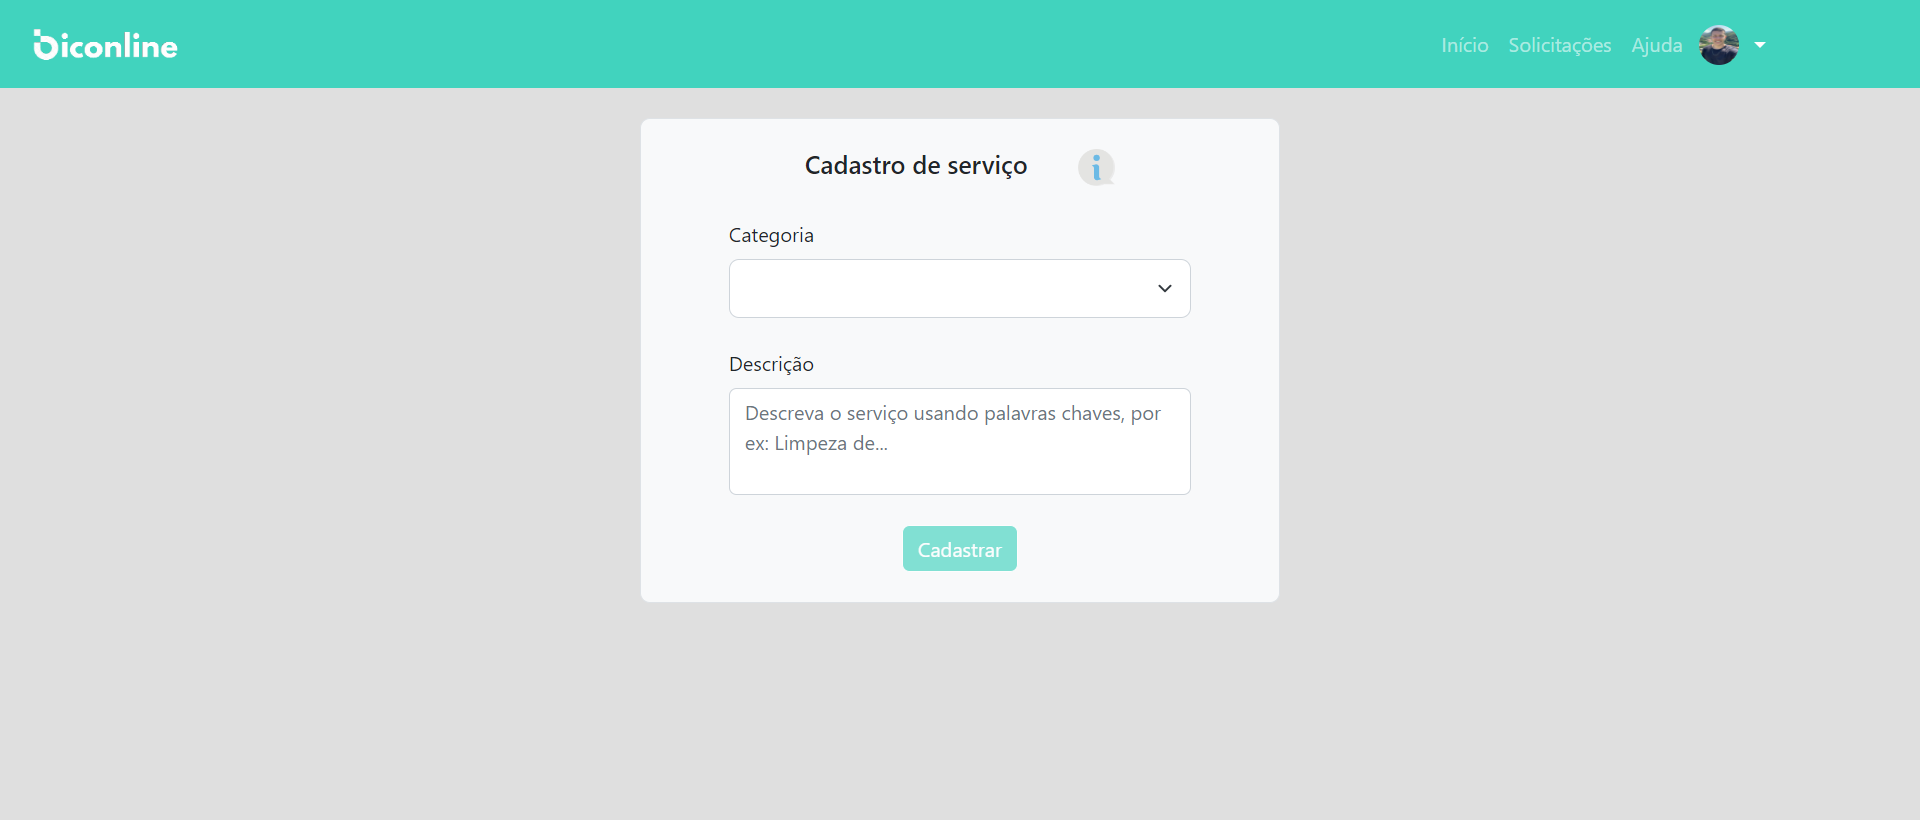 biconline
Início Solicitações Ajuda
Cadastro de serviço
Categoria
Descrição
Descreva o serviço usando palavras chaves, por
ex: Limpeza de...
Cadastrar